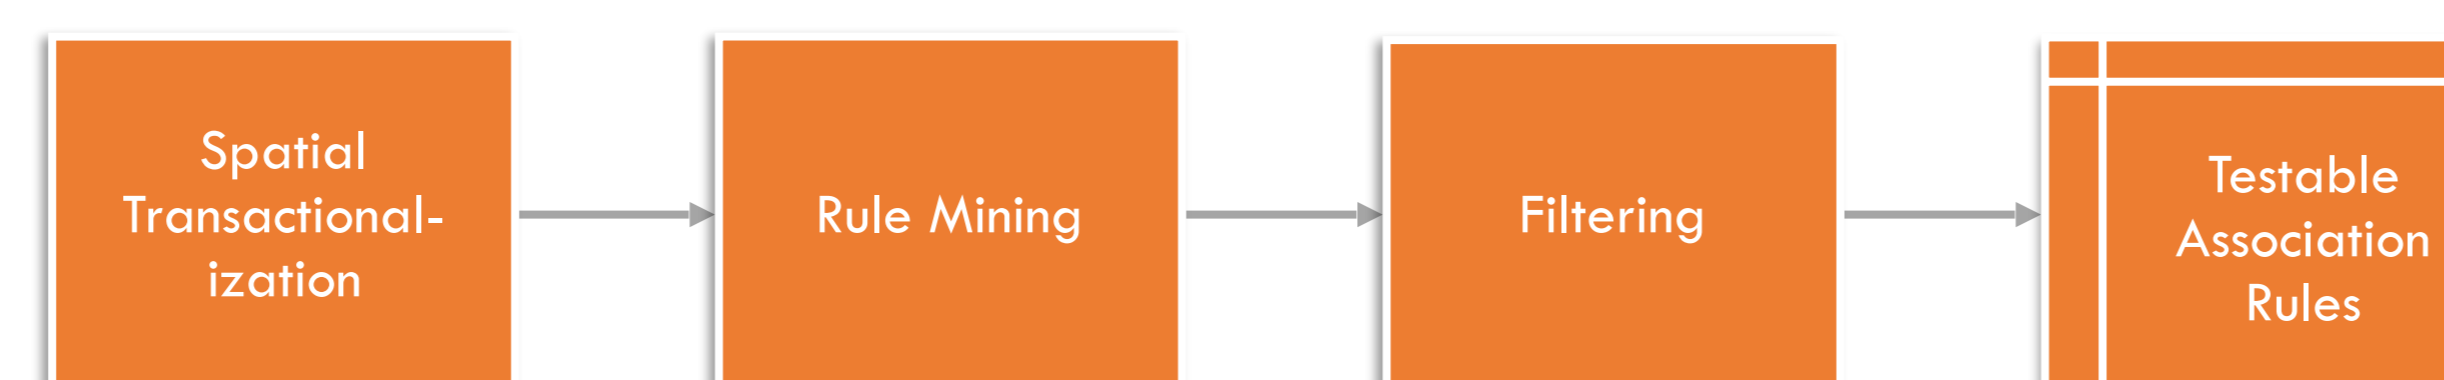 Spatial
Transactional-
ization
Rule Mining
Filtering
Testable
Association
Rules